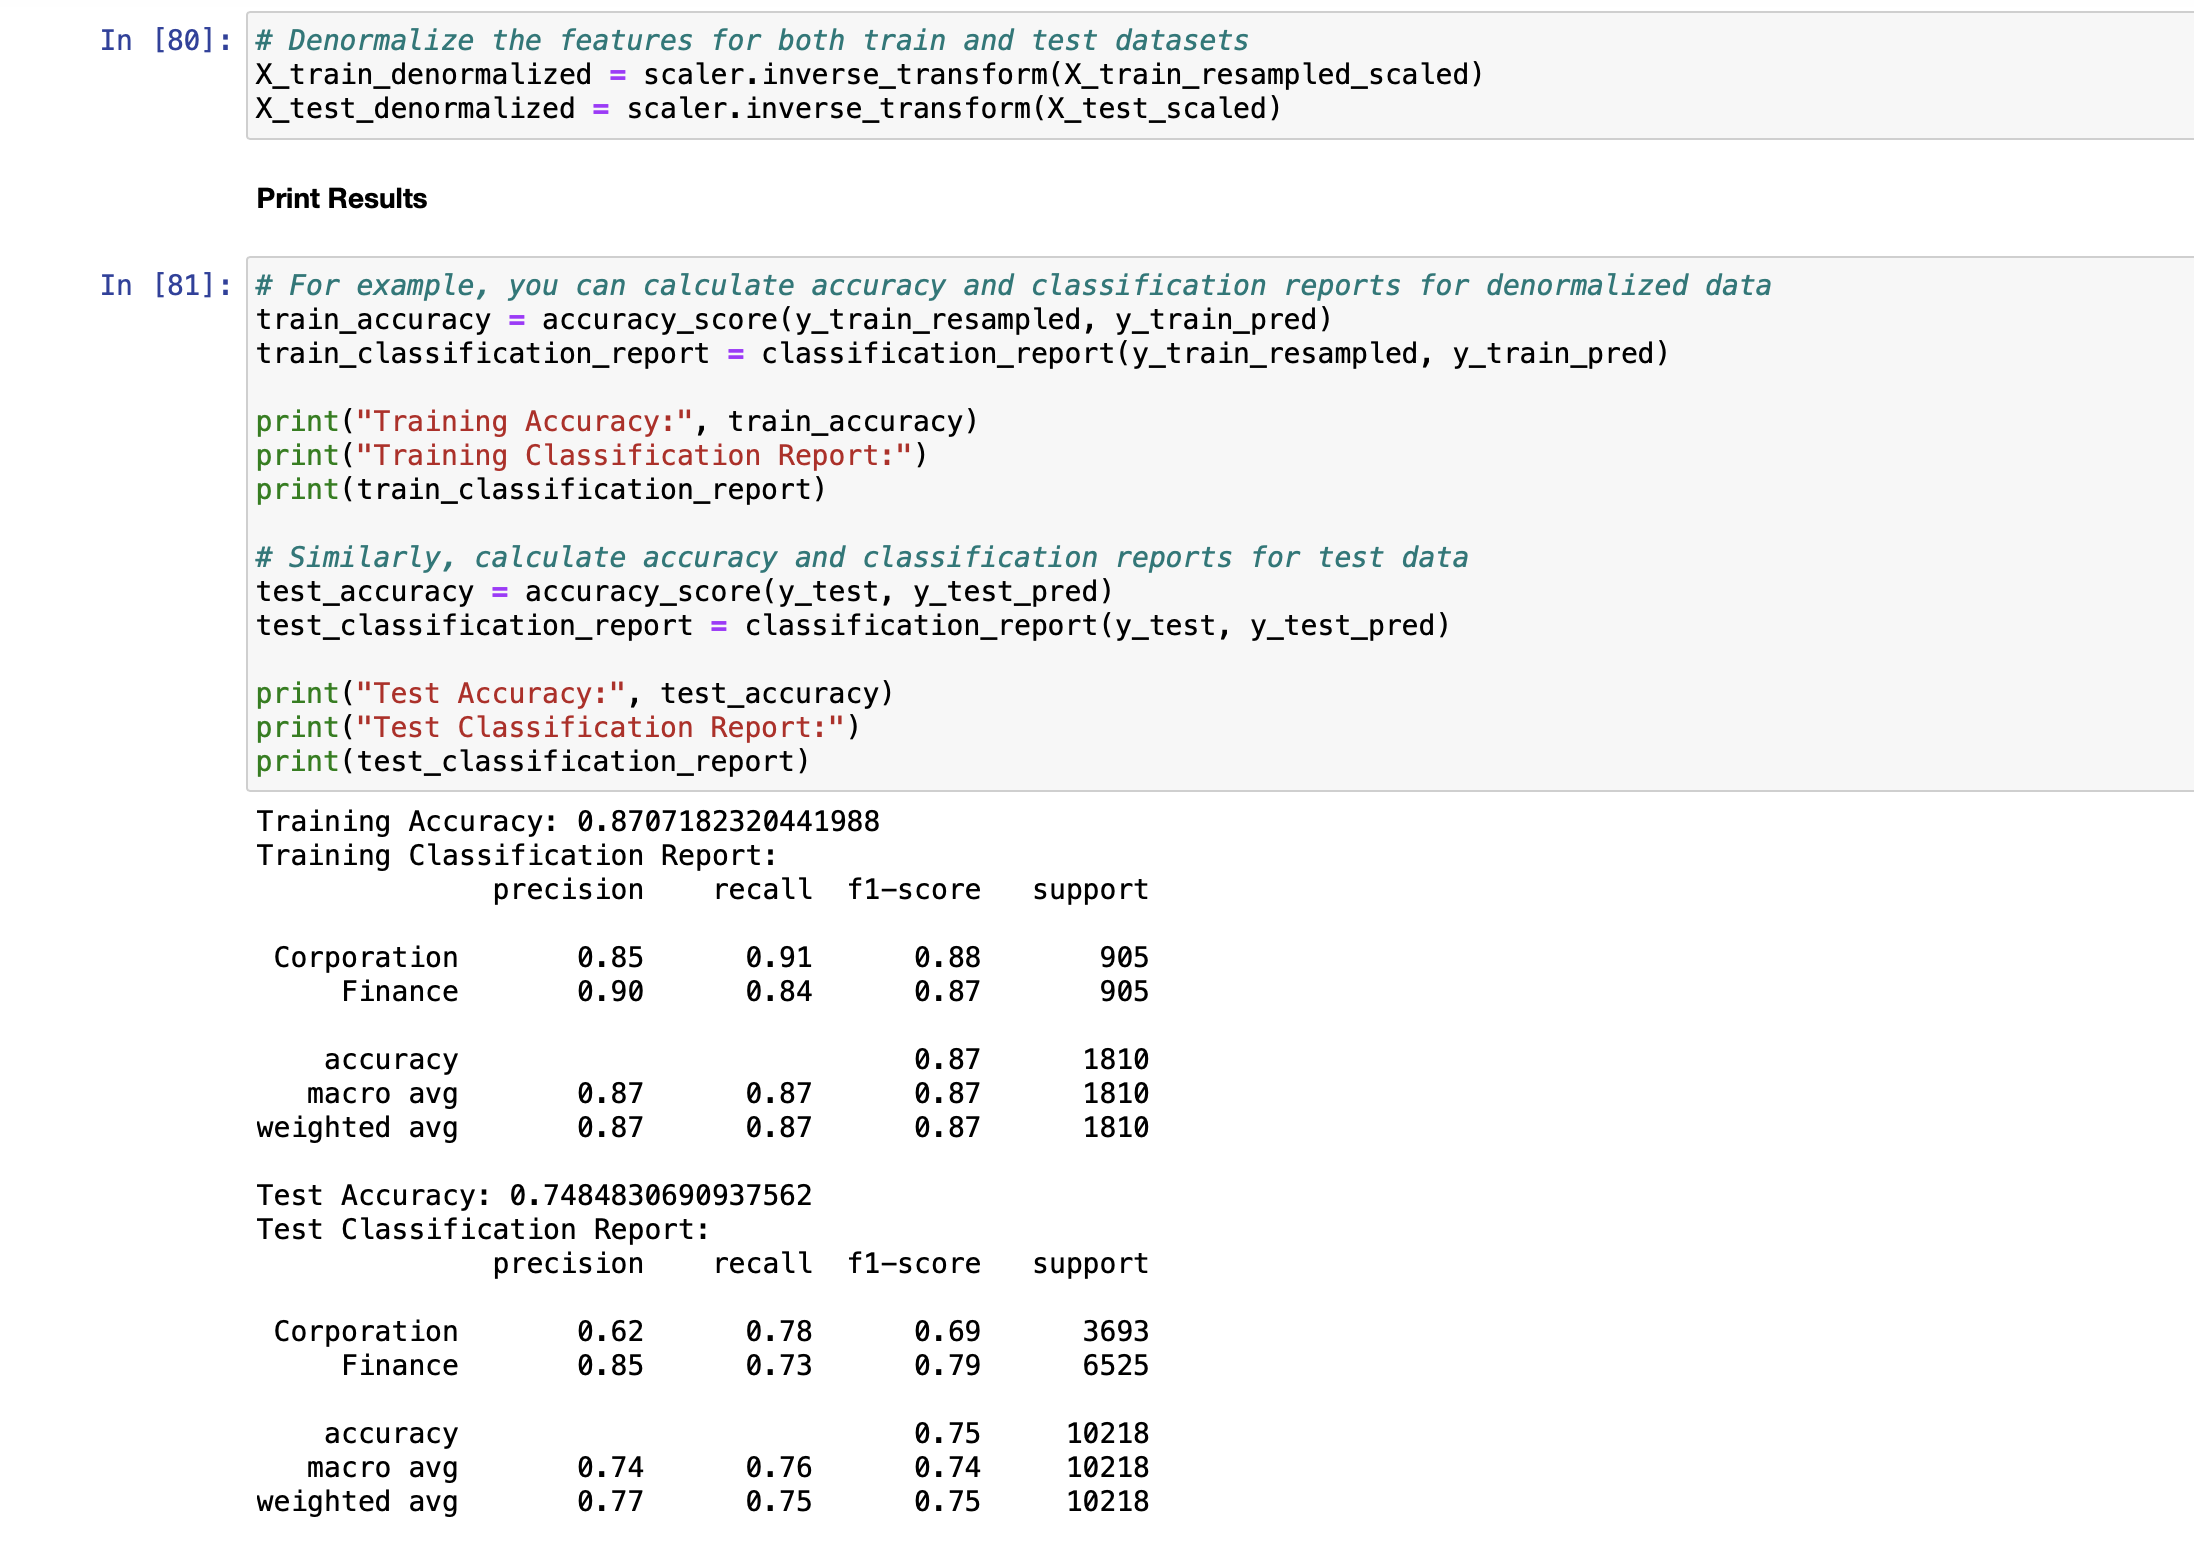 In [80]: # Denormalize the features for both train and test datasets
X_train_denormalized = scaler.inverse_transform(X_train_resampled_scaled)
X_test_denormalized = scaler.inverse_transform(X_test_scaled)
Print Results
In [81]: # For example, you can calculate accuracy and classification reports for denormalized data
train_accuracy = accuracy_score(y_train_resampled, y_train_pred)
train_classification_report = classification_report(y_train_resampled, y_train_pred)
print("Training Accuracy:", train_accuracy)
print("Training Classification Report:")
print(train_classification_report)
# Similarly, calculate accuracy and classification reports for test data
test_accuracy = accuracy_score(y_test, y_test_pred)
test_classification_report = classification_report(y_test, y_test_pred)
print("Test Accuracy:", test_accuracy)
print("Test Classification Report:")
print(test_classification_report)
Training Accuracy: 0.8707182320441988
Training Classification Report:
precision recall f1-score support
Corporation 0.85 0.91 0.88 905
Finance 0.90 0.84 0.87 905
accuracy 0.87 1810
macro avg 0.87 0.87 0.87 1810
weighted avg 0.87 0.87 0.87 1810
Test Accuracy: 0.7484830690937562
Test Classification Report:
precision recall f1-score support
Corporation 0.62 0.78 0.69 3693
Finance 0.85 0.73 0.79 6525
accuracy 0.75 10218
macro avg 0.74 0.76 0.74 10218
weighted avg 0.77 0.75 0.75 10218